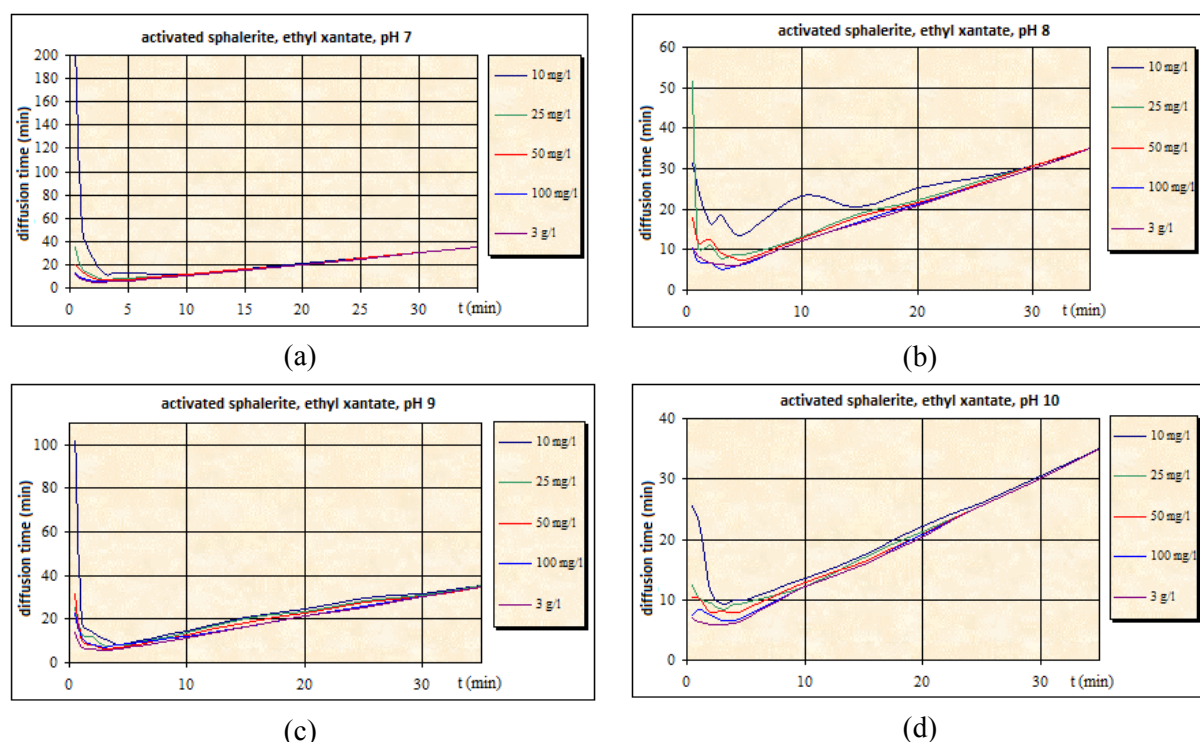 activated sphalerite, ethyl xantate, pH 7
diffusion time (min)
200
180
160
140
120
100
80
60
40
20
0
0 5 10 15 20 25 30 t (min)
10 mg/l
25 mg/l
50 mg/l
100 mg/l
3 g/l
(a)
activated sphalerite, ethyl xantate, pH 8
diffusion time (min)
60
50
40
30
20
10
0
0 10 20 30 t (min)
10 mg/l
25 mg/l
50 mg/l
100 mg/l
3 g/l
(b)
activated sphalerite, ethyl xantate, pH 9
diffusion time (min)
100
80
60
40
20
0
0 10 20 30 t (min)
10 mg/l
25 mg/l
50 mg/l
100 mg/l
3 g/l
(c)
activated sphalerite, ethyl xantate, pH 10
diffusion time (min)
40
30
20
10
0
0 10 20 30 t (min)
10 mg/l
25 mg/l
50 mg/l
100 mg/l
3 g/l
(d)